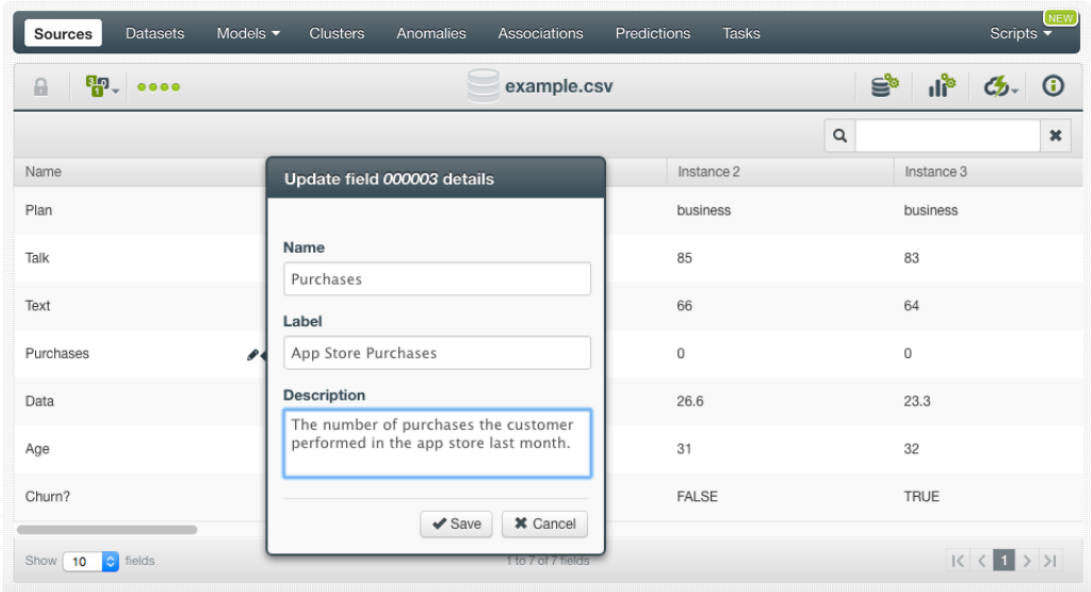 Sources Datasets Models Clusters Anomalies Associations Predictions Tasks Scripts NEW
example.csv
Name Instance 2 Instance 3
Plan business business
Talk 85 83
Text 66 64
Purchases 0 0
Data 26.6 23.3
Age 31 32
Churn? FALSE TRUE
Update field 000003 details
Name
Purchases
Label
App Store Purchases
Description
The number of purchases the customer
performed in the app store last month.
Save Cancel
Show 10 fields 1 to 7 of 7 fields 1